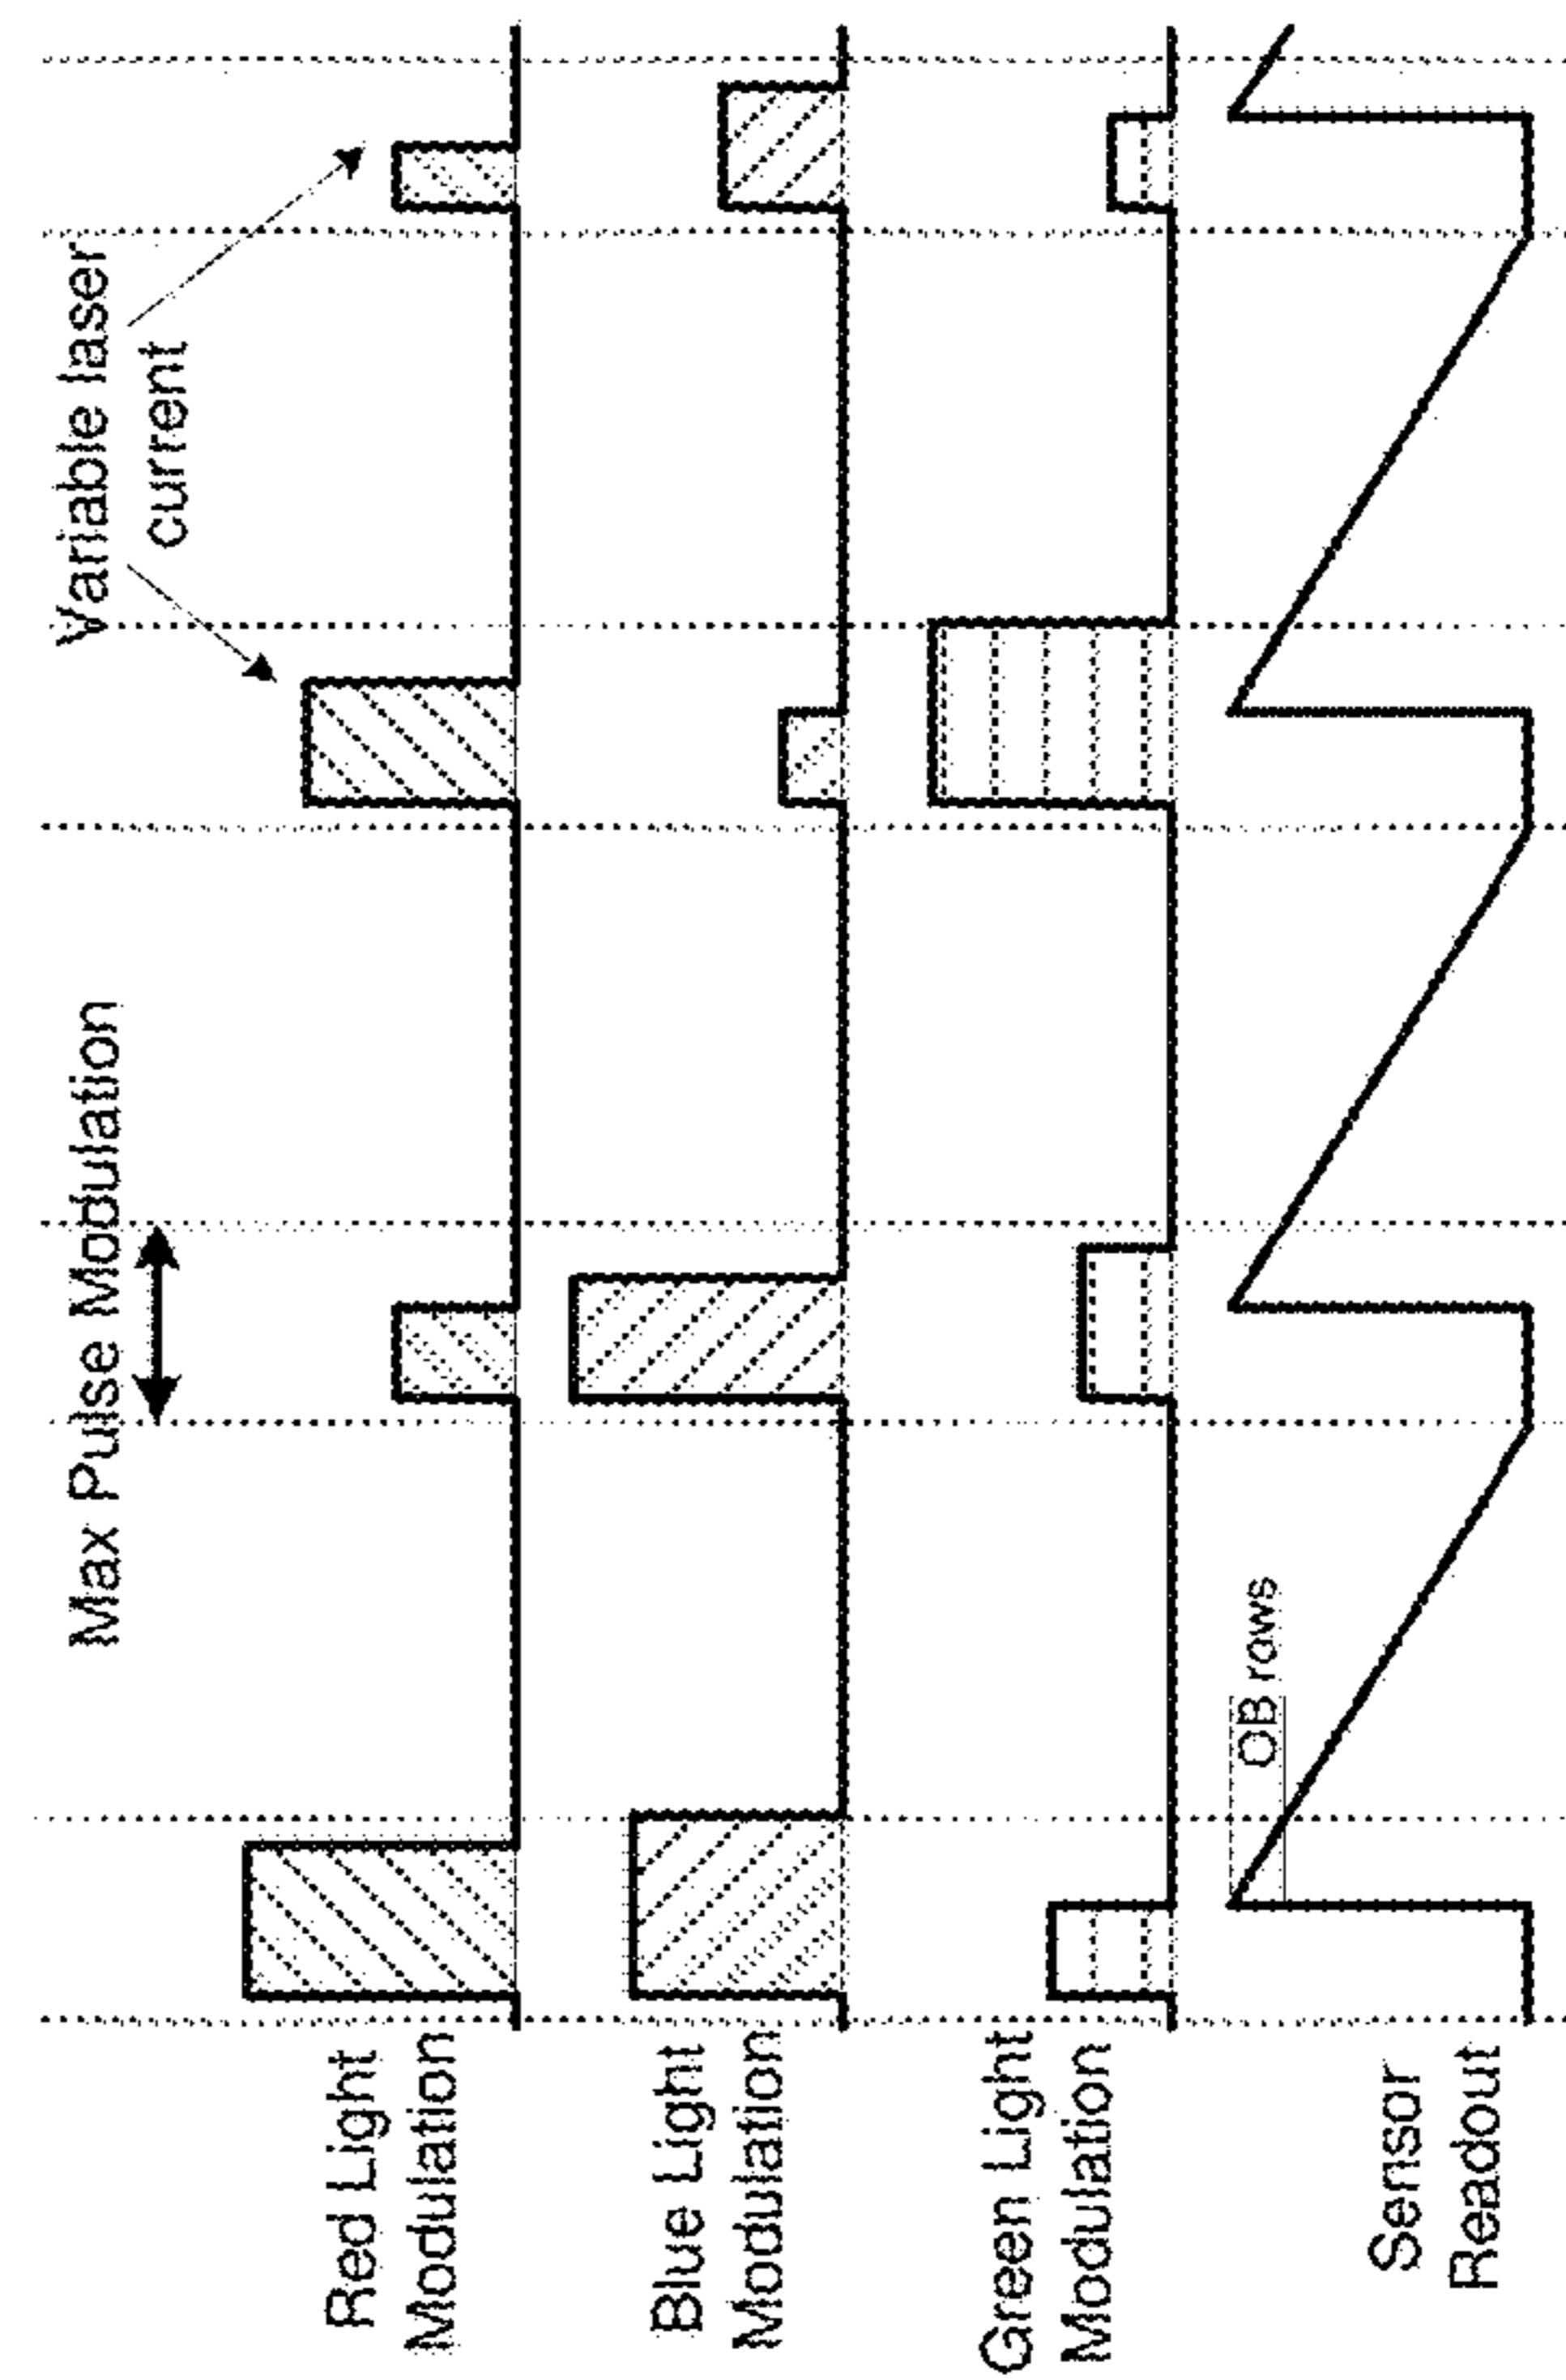 Max Pulse Modulation
Variable laser
current
Red Light
Modulation
Blue Light
Modulation
Green Light
Modulation
OB rows
Sensor
Readout